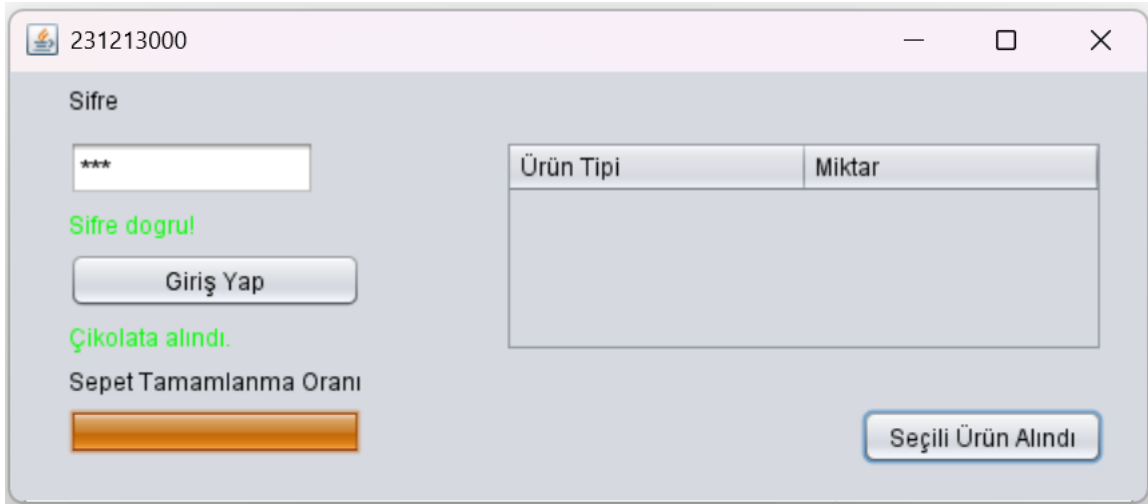 231213000
Sifre
***
Sifre dogru!
Giriş Yap
Çikolata alındı.
Sepet Tamamlanma Oranı
Ürün Tipi Miktar
Seçili Ürün Alındı